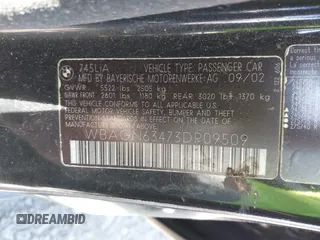 745LiA VEHICLE TYPE: PASSENGER CAR
MFD. BY BAYERISCHE MOTORENWERKE-AG 09/02
GVWR: 5522 lbs 2505 kg
GAWR FRONT 2601 lbs 1180 kg REAR 3020 lbs 1370 kg
THIS VEHICLE CONFORMS TO ALL APPLICABLE
FEDERAL MOTOR VEHICLE SAFETY,
BUMPER AND THEFT PREVENTION
STANDARDS IN EFFECT ON THE DATE OF
MANUFACTURE SHOWN ABOVE.
WBAGN63473DR09509
DREAMBID